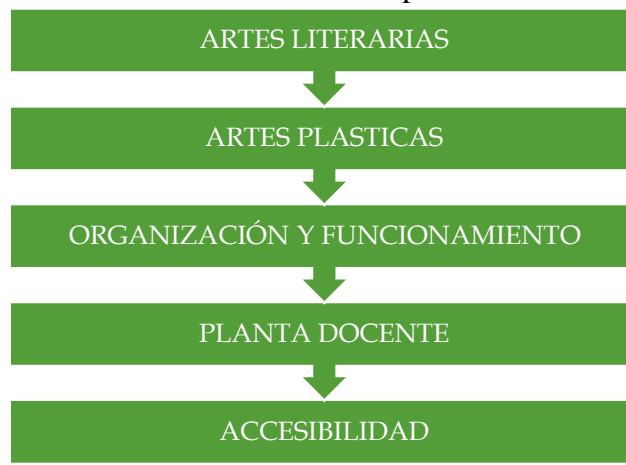 ARTES LITERARIAS
ARTES PLASTICAS
ORGANIZACIÓN Y FUNCIONAMIENTO
PLANTA DOCENTE
ACCESIBILIDAD